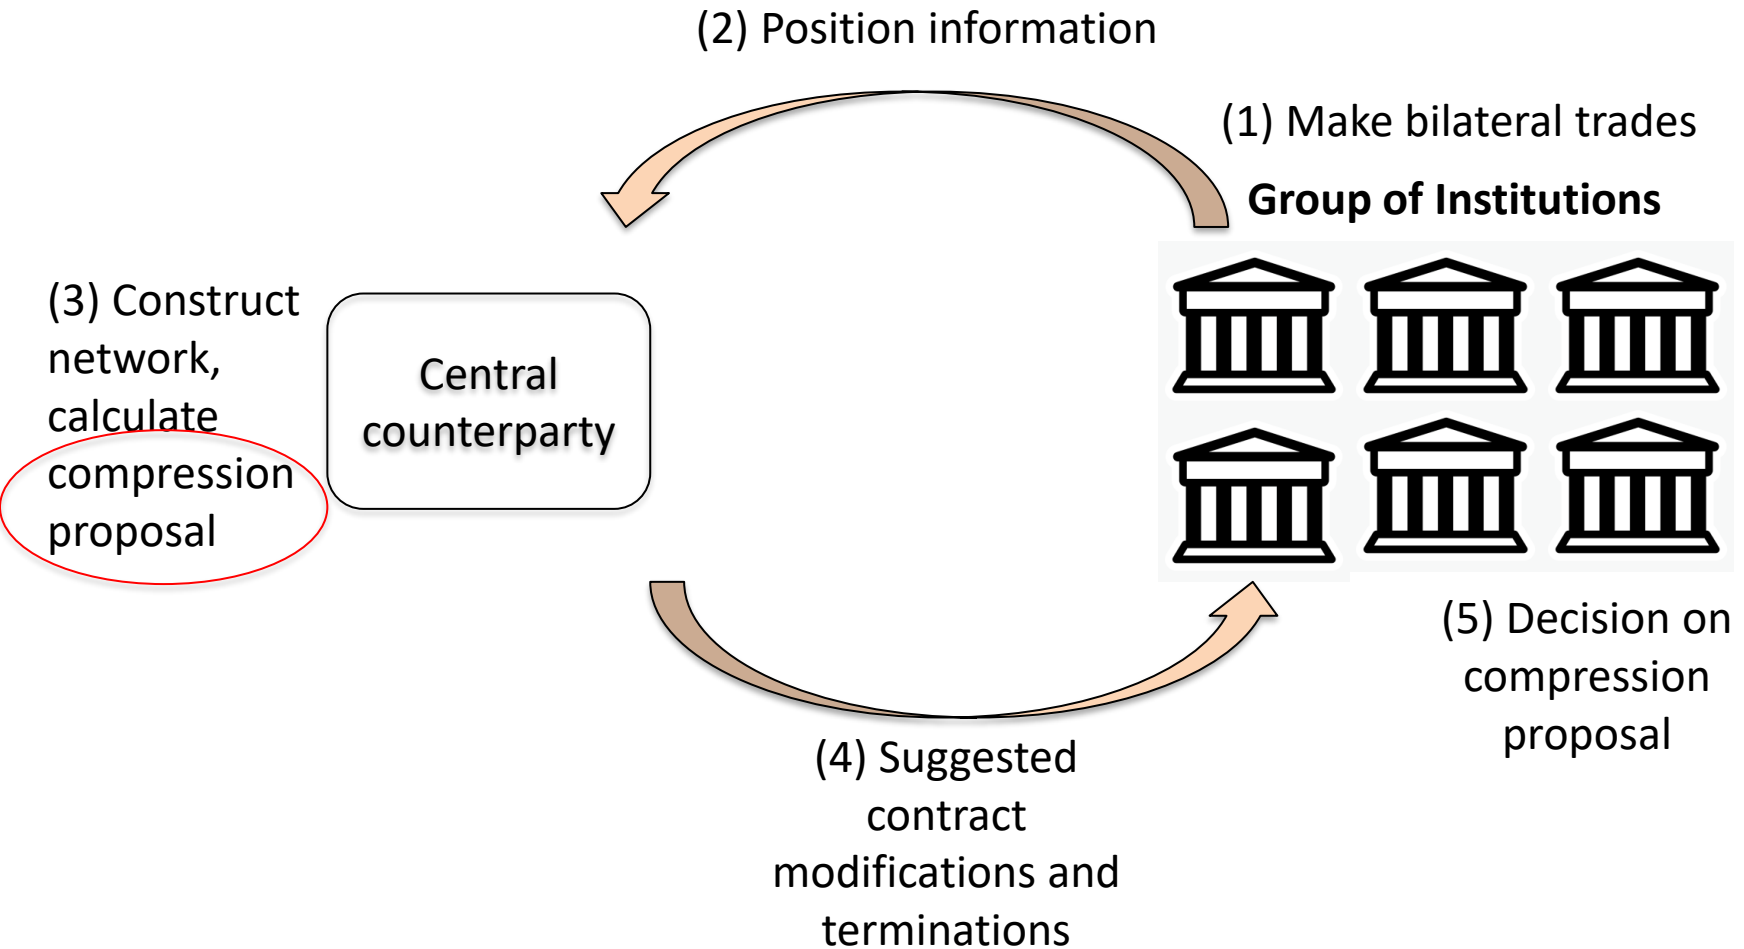 (2) Position information
(1) Make bilateral trades
Group of Institutions
(3) Construct
network,
calculate
compression
proposal
Central
counterparty
(5) Decision on
compression
proposal
(4) Suggested
contract
modifications and
terminations